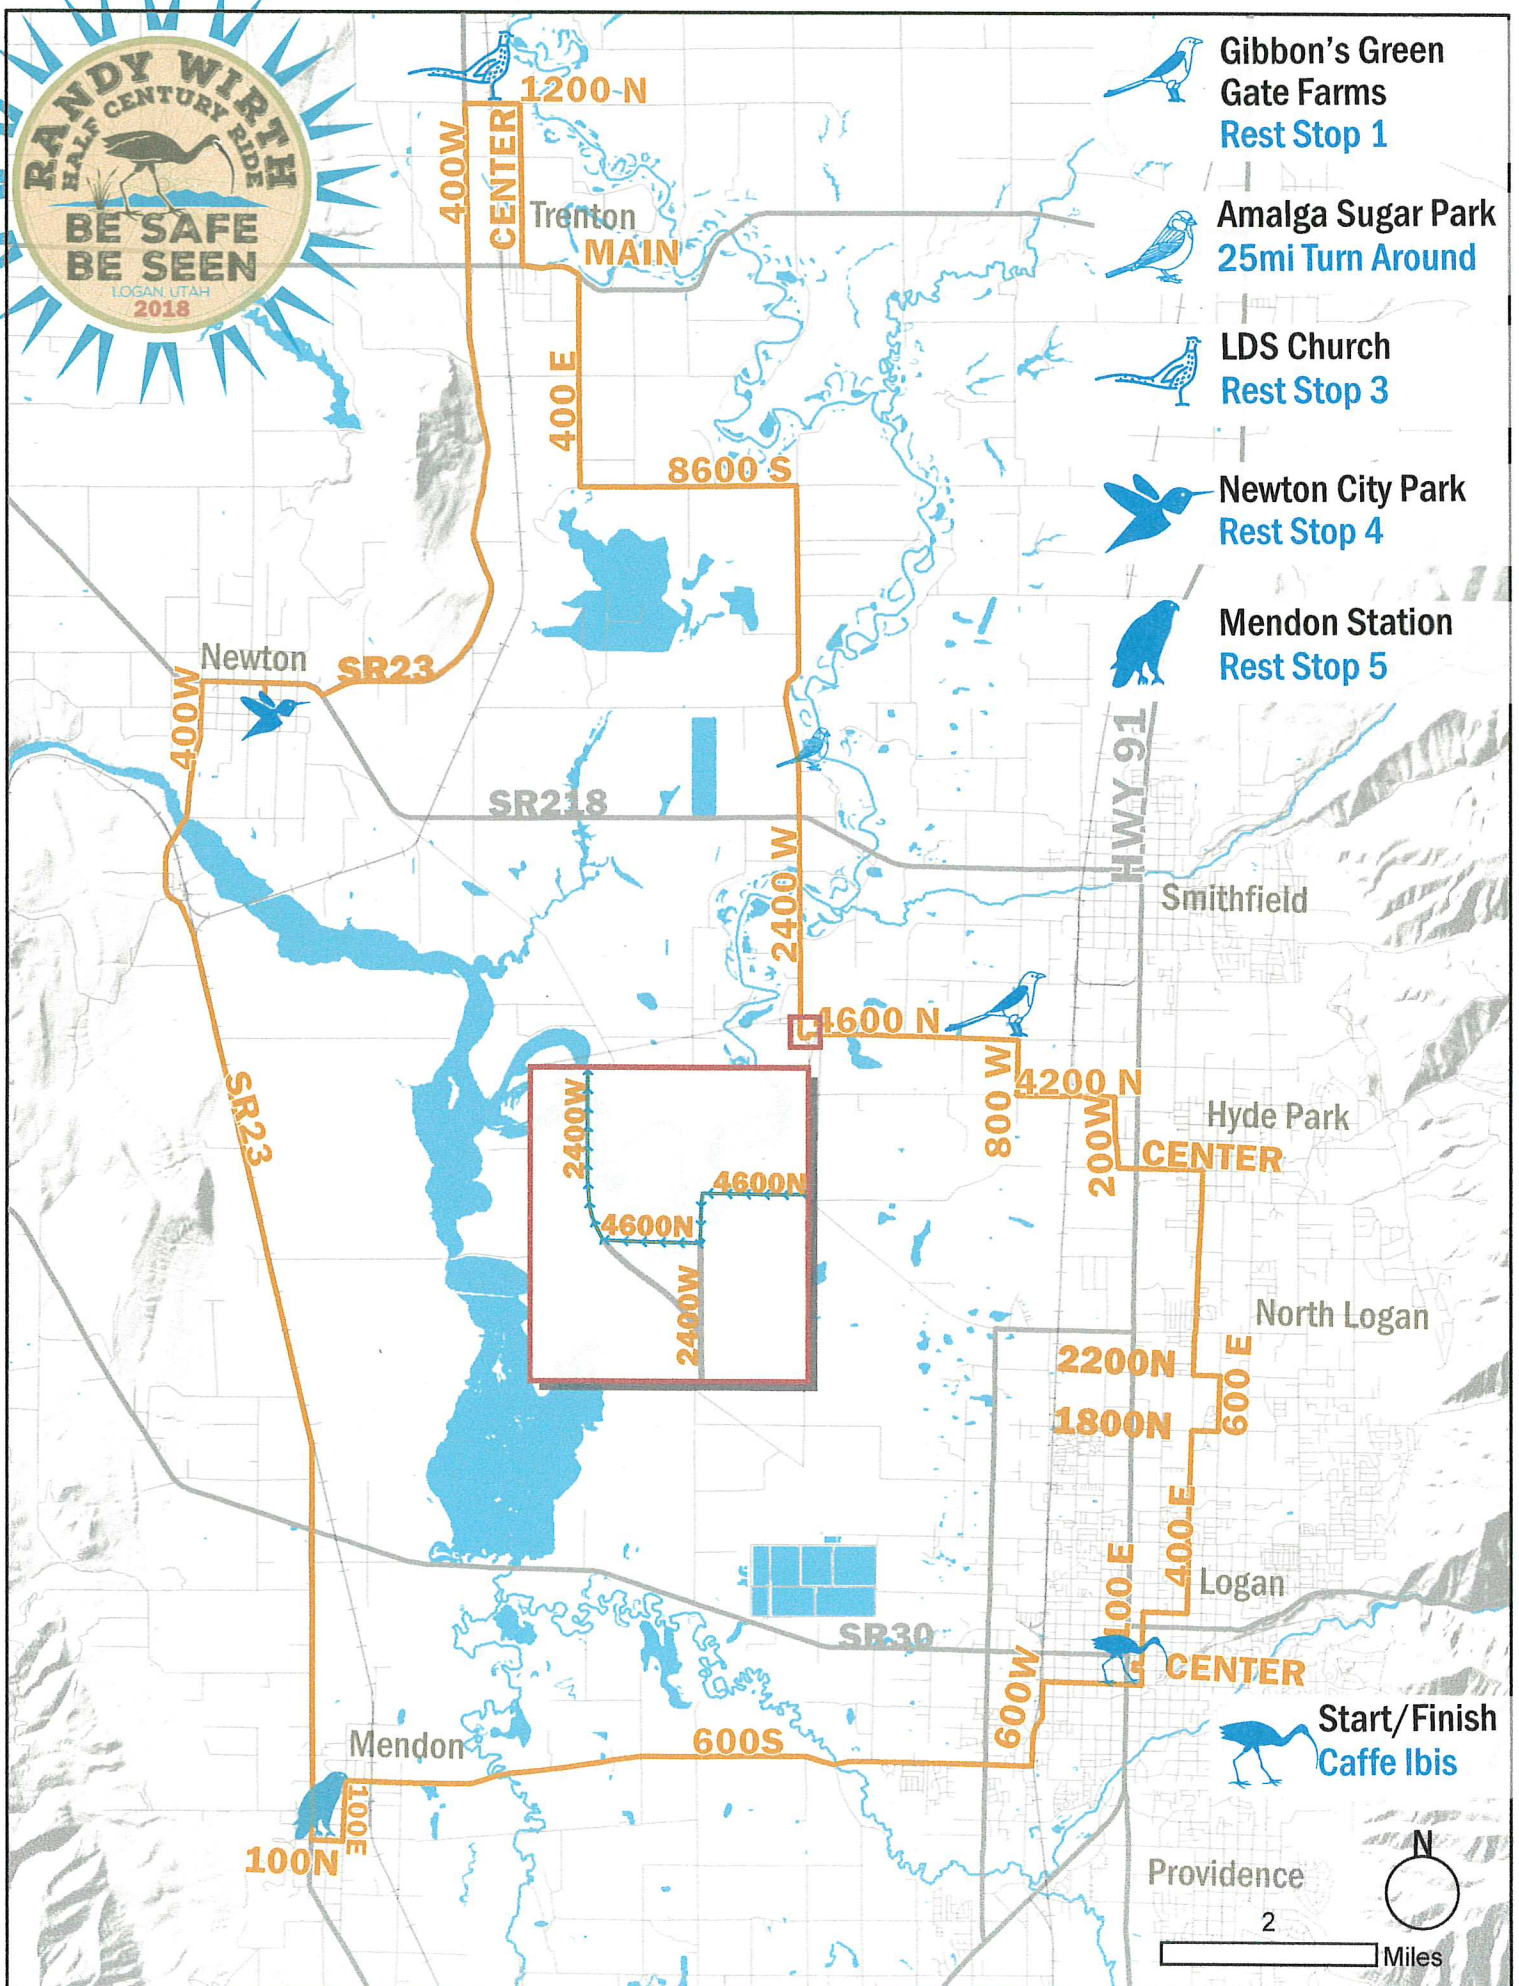 RANDY WIRTH
HALF CENTURY RIDE
BE SAFE
BE SEEN
LOGAN, UTAH
2018
Gibbon's Green
Gate Farms
Rest Stop 1
Amalga Sugar Park
25mi Turn Around
LDS Church
Rest Stop 3
Newton City Park
Rest Stop 4
Mendon Station
Rest Stop 5
1200 N
400W
CENTER
Trenton
MAIN
400 E
8600 S
Newton
SR23
400W
SR218
HWY 91
2400 W
Smithfield
4600 N
800 W
4200 N
200W
Hyde Park
CENTER
SR23
2400W
4600N
4600N
2400W
North Logan
2200N
600 E
1800N
400 E
100 E
Logan
SR30
CENTER
600W
Mendon
600S
100E
100N
Start/Finish
Caffe Ibis
Providence
N
2
Miles